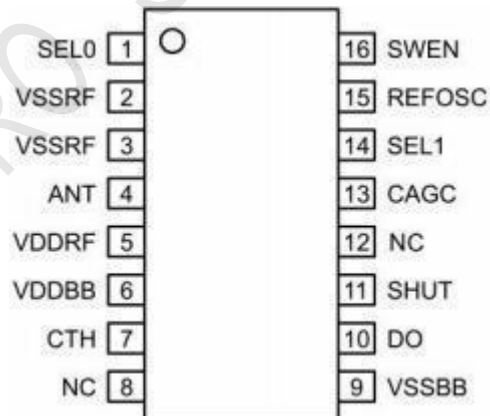 SEL0 1 16 SWEN
VSSRF 2 15 REFOSC
VSSRF 3 14 SEL1
ANT 4 13 CAGC
VDDRF 5 12 NC
VDDBB 6 11 SHUT
CTH 7 10 DO
NC 8 9 VSSBB